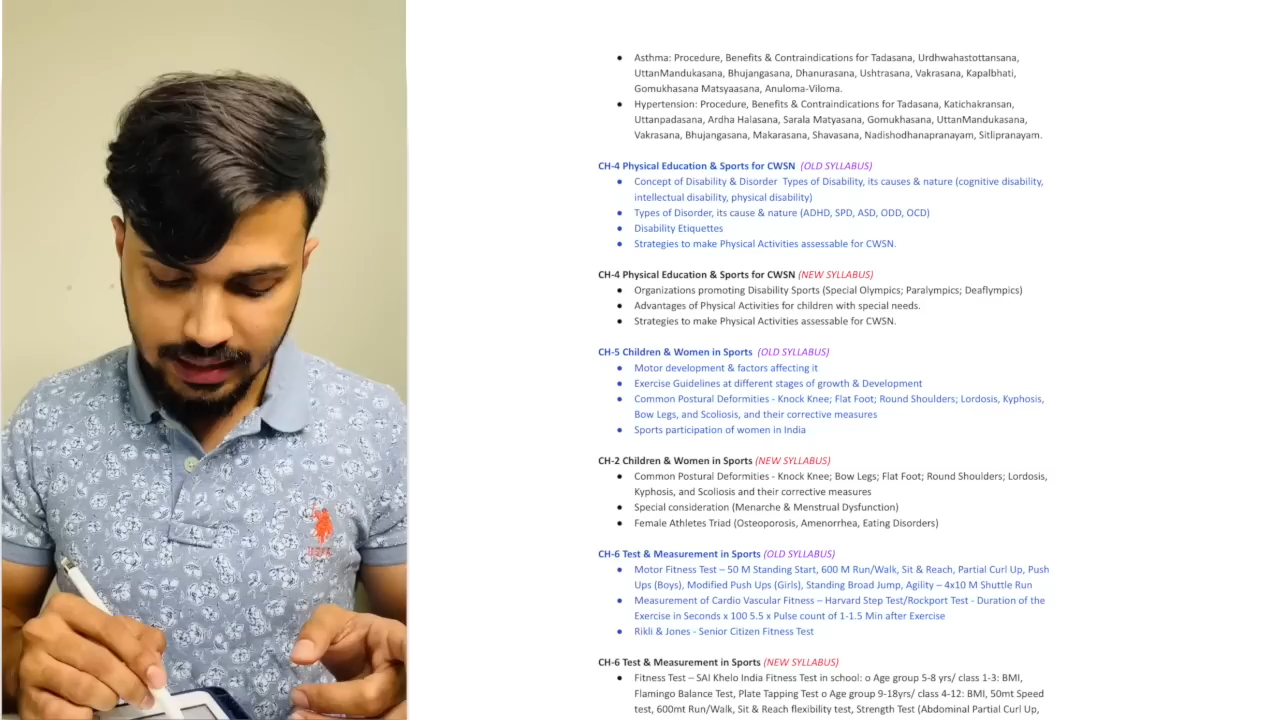 ● Asthma: Procedure, Benefits & Contraindications for Tadasana, Urdhwahastottansana,
UttanMandukasana, Bhujangasana, Dhanurasana, Ushtrasana, Vakrasana, Kapalbhati,
Gomukhasana Matsyaasana, Anuloma-Viloma.
● Hypertension: Procedure, Benefits & Contraindications for Tadasana, Katichakransan,
Uttanpadasana, Ardha Halasana, Sarala Matyasana, Gomukhasana, UttanMandukasana,
Vakrasana, Bhujangasana, Makarasana, Shavasana, Nadishodhanapranayam, Sitlipranayam.
CH-4 Physical Education & Sports for CWSN (OLD SYLLABUS)
● Concept of Disability & Disorder Types of Disability, its causes & nature (cognitive disability,
intellectual disability, physical disability)
● Types of Disorder, its cause & nature (ADHD, SPD, ASD, ODD, OCD)
● Disability Etiquettes
● Strategies to make Physical Activities assessable for CWSN.
CH-4 Physical Education & Sports for CWSN (NEW SYLLABUS)
● Organizations promoting Disability Sports (Special Olympics; Paralympics; Deaflympics)
● Advantages of Physical Activities for children with special needs.
● Strategies to make Physical Activities assessable for CWSN.
CH-5 Children & Women in Sports (OLD SYLLABUS)
● Motor development & factors affecting it
● Exercise Guidelines at different stages of growth & Development
● Common Postural Deformities - Knock Knee; Flat Foot; Round Shoulders; Lordosis, Kyphosis,
Bow Legs, and Scoliosis, and their corrective measures
● Sports participation of women in India
CH-2 Children & Women in Sports (NEW SYLLABUS)
● Common Postural Deformities - Knock Knee; Bow Legs; Flat Foot; Round Shoulders; Lordosis,
Kyphosis, and Scoliosis and their corrective measures
● Special consideration (Menarche & Menstrual Dysfunction)
● Female Athletes Triad (Osteoporosis, Amenorrhea, Eating Disorders)
CH-6 Test & Measurement in Sports (OLD SYLLABUS)
● Motor Fitness Test – 50 M Standing Start, 600 M Run/Walk, Sit & Reach, Partial Curl Up, Push
Ups (Boys), Modified Push Ups (Girls), Standing Broad Jump, Agility – 4x10 M Shuttle Run
● Measurement of Cardio Vascular Fitness – Harvard Step Test/Rockport Test - Duration of the
Exercise in Seconds x 100 5.5 x Pulse count of 1-1.5 Min after Exercise
● Rikli & Jones - Senior Citizen Fitness Test
CH-6 Test & Measurement in Sports (NEW SYLLABUS)
● Fitness Test – SAI Khelo India Fitness Test in school: o Age group 5-8 yrs/ class 1-3: BMI,
Flamingo Balance Test, Plate Tapping Test o Age group 9-18yrs/ class 4-12: BMI, 50mt Speed
test, 600mt Run/Walk, Sit & Reach flexibility test, Strength Test (Abdominal Partial Curl Up,